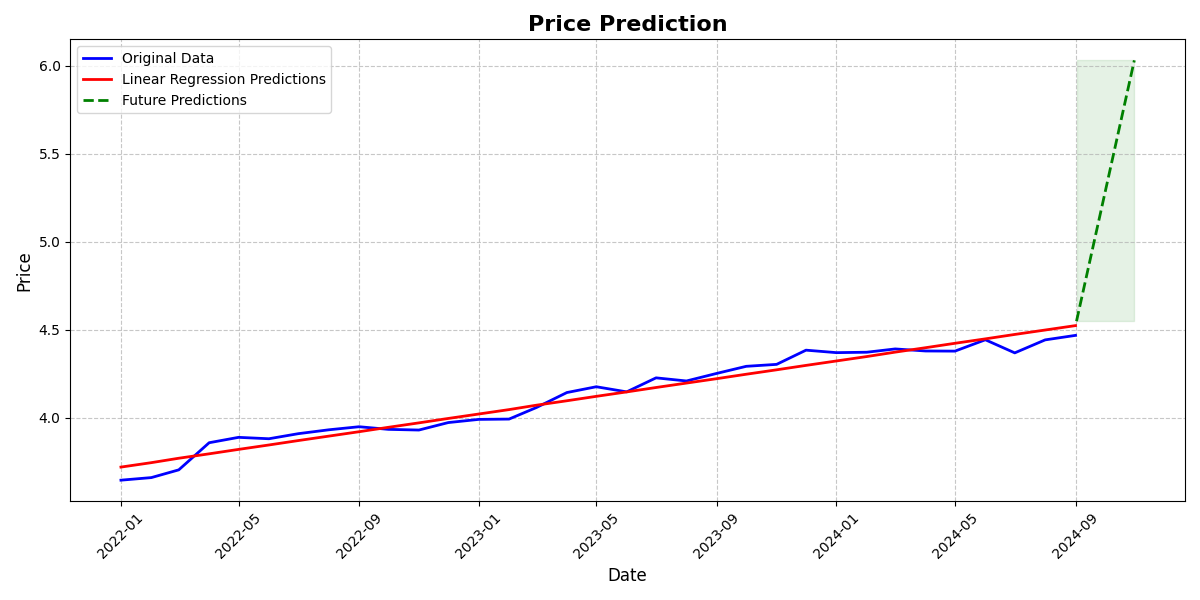 Price Prediction
Original Data
Linear Regression Predictions
Future Predictions
6.0
5.5
5.0
4.5
4.0
Price
2022-01
2022-05
2022-09
2023-01
2023-05
2023-09
2024-01
2024-05
2024-09
Date